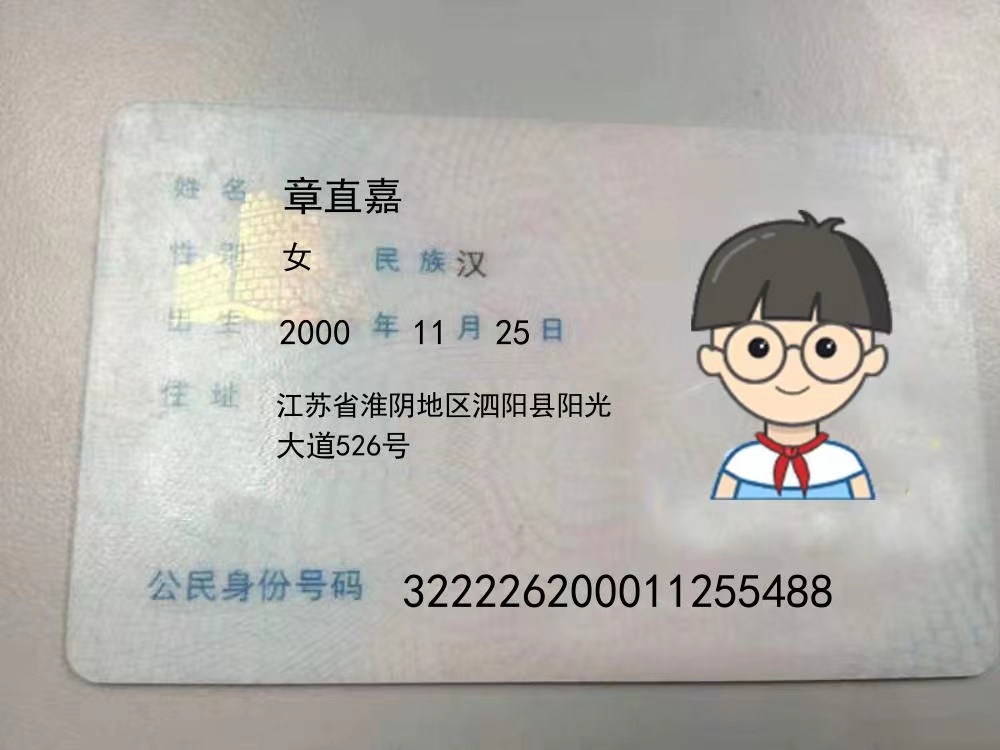 姓名 章直嘉
性别 女 民族 汉
出生 2000 年 11 月 25 日
住址 江苏省淮阴地区泗阳县阳光
大道526号
公民身份号码 322226200011255488